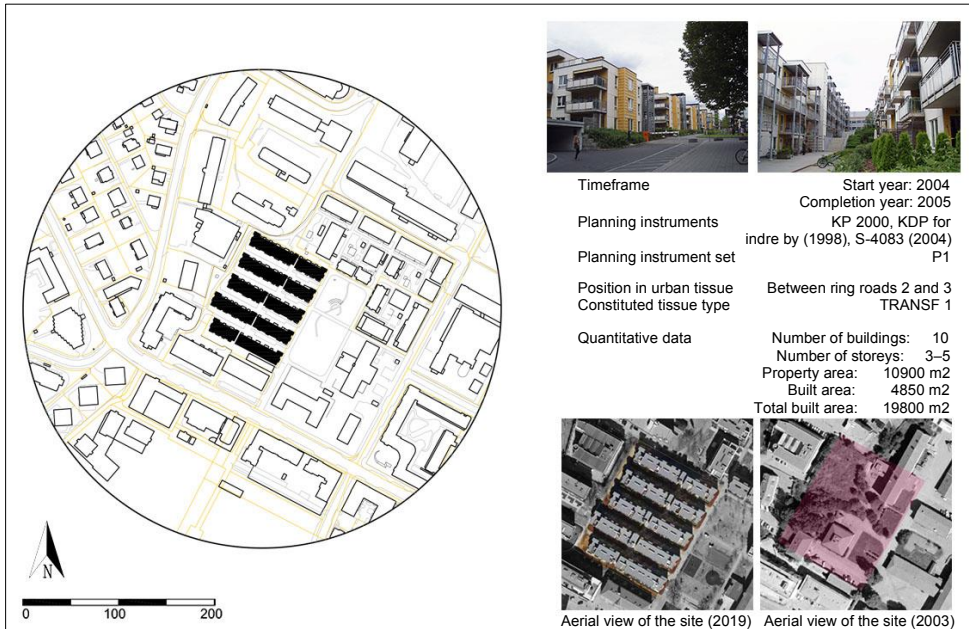 Timeframe Start year: 2004
Completion year: 2005
Planning instruments KP 2000, KDP for
indre by (1998), S-4083 (2004)
Planning instrument set P1
Position in urban tissue Between ring roads 2 and 3
Constituted tissue type TRANSF 1
Quantitative data Number of buildings: 10
Number of storeys: 3–5
Property area: 10900 m2
Built area: 4850 m2
Total built area: 19800 m2
N
0 100 200
Aerial view of the site (2019) Aerial view of the site (2003)